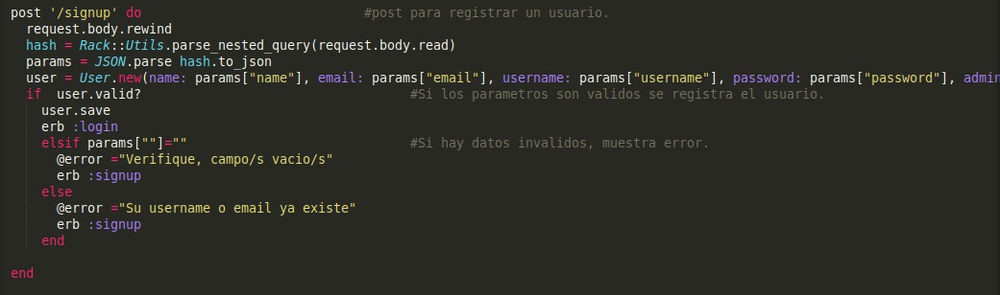 post '/signup' do #post para registrar un usuario.
request.body.rewind
hash = Rack::Utils.parse_nested_query(request.body.read)
params = JSON.parse hash.to_json
user = User.new(name: params["name"], email: params["email"], username: params["username"], password: params["password"], admin
if user.valid? #Si los parametros son validos se registra el usuario.
user.save
erb :login
elsif params[""]="" #Si hay datos invalidos, muestra error.
@error ="Verifique, campo/s vacio/s"
erb :signup
else
@error ="Su username o email ya existe"
erb :signup
end
end